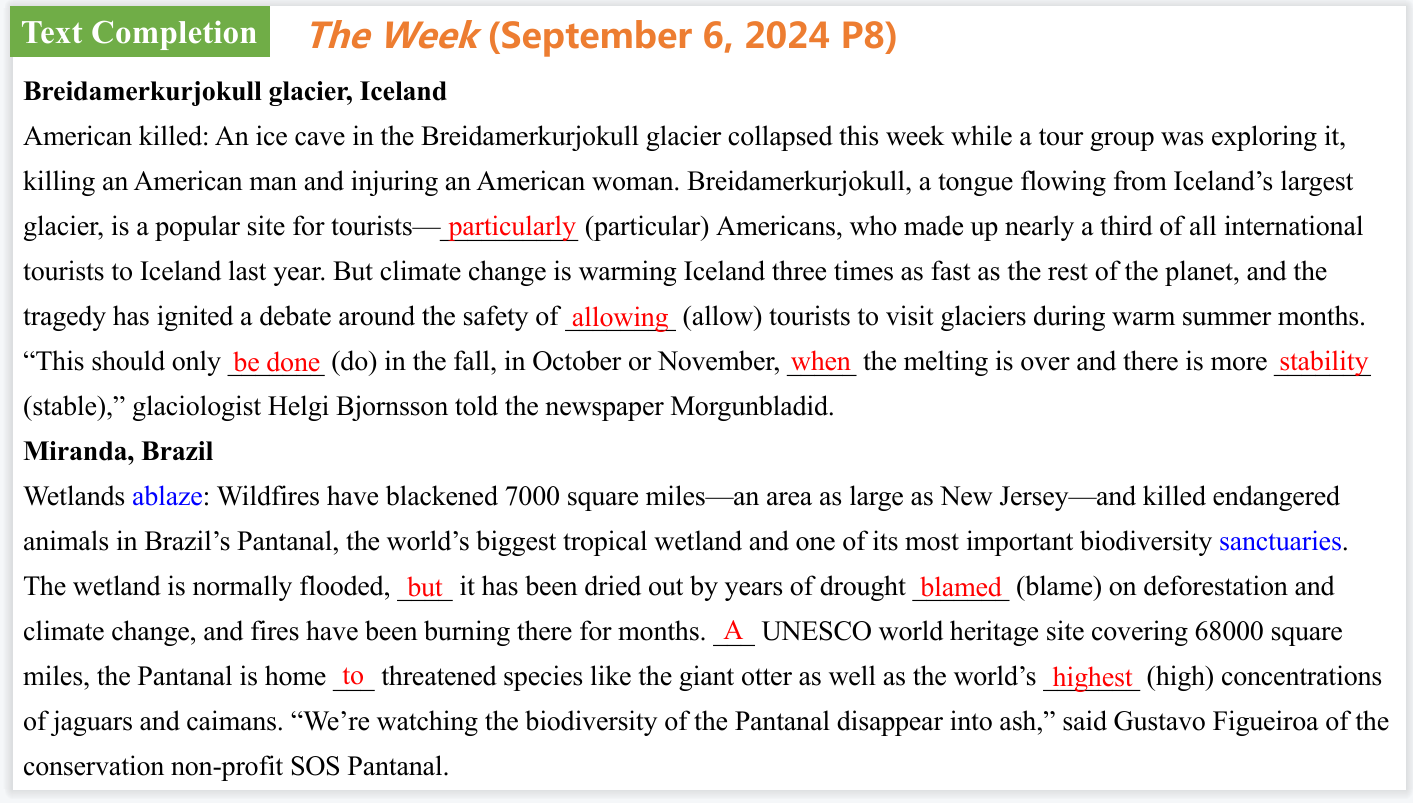 Text Completion The Week (September 6, 2024 P8)
Breidamerkurjokull glacier, Iceland
American killed: An ice cave in the Breidamerkurjokull glacier collapsed this week while a tour group was exploring it,
killing an American man and injuring an American woman. Breidamerkurjokull, a tongue flowing from Iceland’s largest
glacier, is a popular site for tourists—particularly (particular) Americans, who made up nearly a third of all international
tourists to Iceland last year. But climate change is warming Iceland three times as fast as the rest of the planet, and the
tragedy has ignited a debate around the safety of allowing (allow) tourists to visit glaciers during warm summer months.
“This should only be done (do) in the fall, in October or November, when the melting is over and there is more stability
(stable),” glaciologist Helgi Bjornsson told the newspaper Morgunbladid.
Miranda, Brazil
Wetlands ablaze: Wildfires have blackened 7000 square miles—an area as large as New Jersey—and killed endangered
animals in Brazil’s Pantanal, the world’s biggest tropical wetland and one of its most important biodiversity sanctuaries.
The wetland is normally flooded, but it has been dried out by years of drought blamed (blame) on deforestation and
climate change, and fires have been burning there for months. A UNESCO world heritage site covering 68000 square
miles, the Pantanal is home to threatened species like the giant otter as well as the world’s highest (high) concentrations
of jaguars and caimans. “We’re watching the biodiversity of the Pantanal disappear into ash,” said Gustavo Figueiroa of the
conservation non-profit SOS Pantanal.